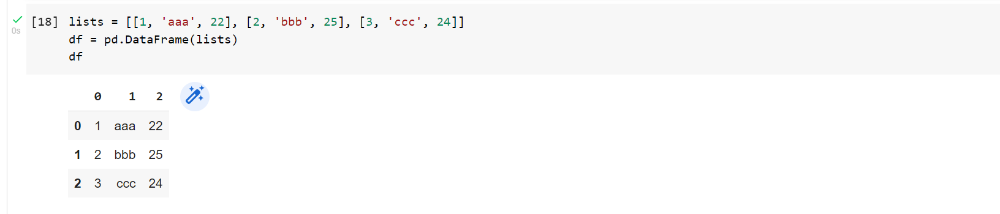 [18] lists = [[1, 'aaa', 22], [2, 'bbb', 25], [3, 'ccc', 24]]
0s
df = pd.DataFrame(lists)
df
0 1 2
0 1 aaa 22
1 2 bbb 25
2 3 ccc 24